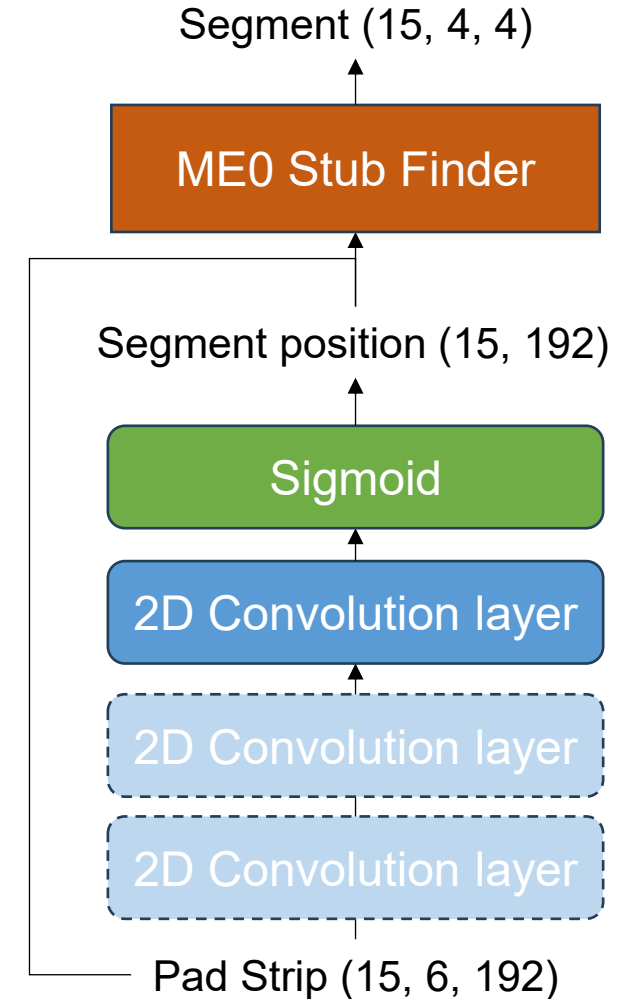 Segment (15, 4, 4)
ME0 Stub Finder
Segment position (15, 192)
Sigmoid
2D Convolution layer
2D Convolution layer
2D Convolution layer
Pad Strip (15, 6, 192)